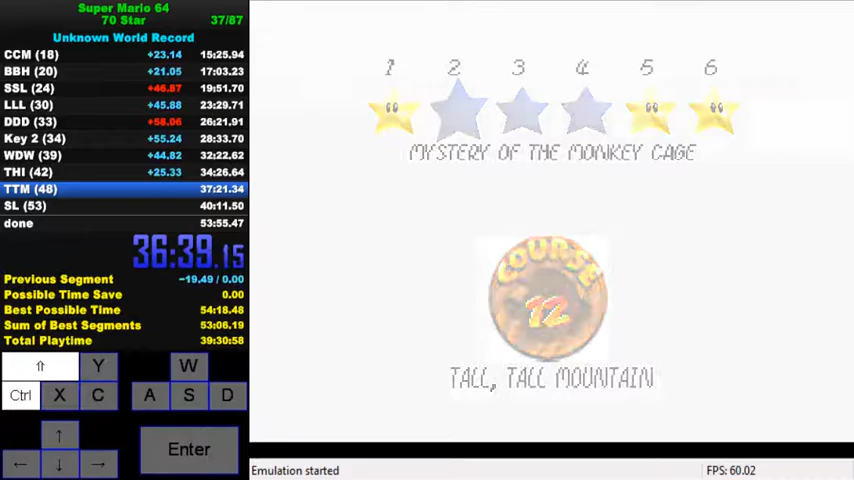 Super Mario 64
70 Star 37/87
Unknown World Record
CCM (18) +23.14 15:25.94
BBH (20) +21.05 17:03.23
SSL (24) +46.87 19:51.70
LLL (30) +45.88 23:29.71
DDD (33) +58.06 26:21.91
Key 2 (34) +55.24 28:33.70
WDW (39) +44.82 32:22.62
THI (42) +25.33 34:26.64
TTM (48) 37:21.34
SL (53) 40:11.50
done 53:55.47
36:39.15
Previous Segment -19.49 / 0.00
Possible Time Save 0.00
Best Possible Time 54:18.48
Sum of Best Segments 53:06.19
Total Playtime 39:30:58
⇧ Y W
Ctrl X C A S D
↑
← ↓ → Enter
1 2 3 4 5 6
MYSTERY OF THE MONKEY CAGE
COURSE
12
TALL, TALL MOUNTAIN
Emulation started FPS: 60.02